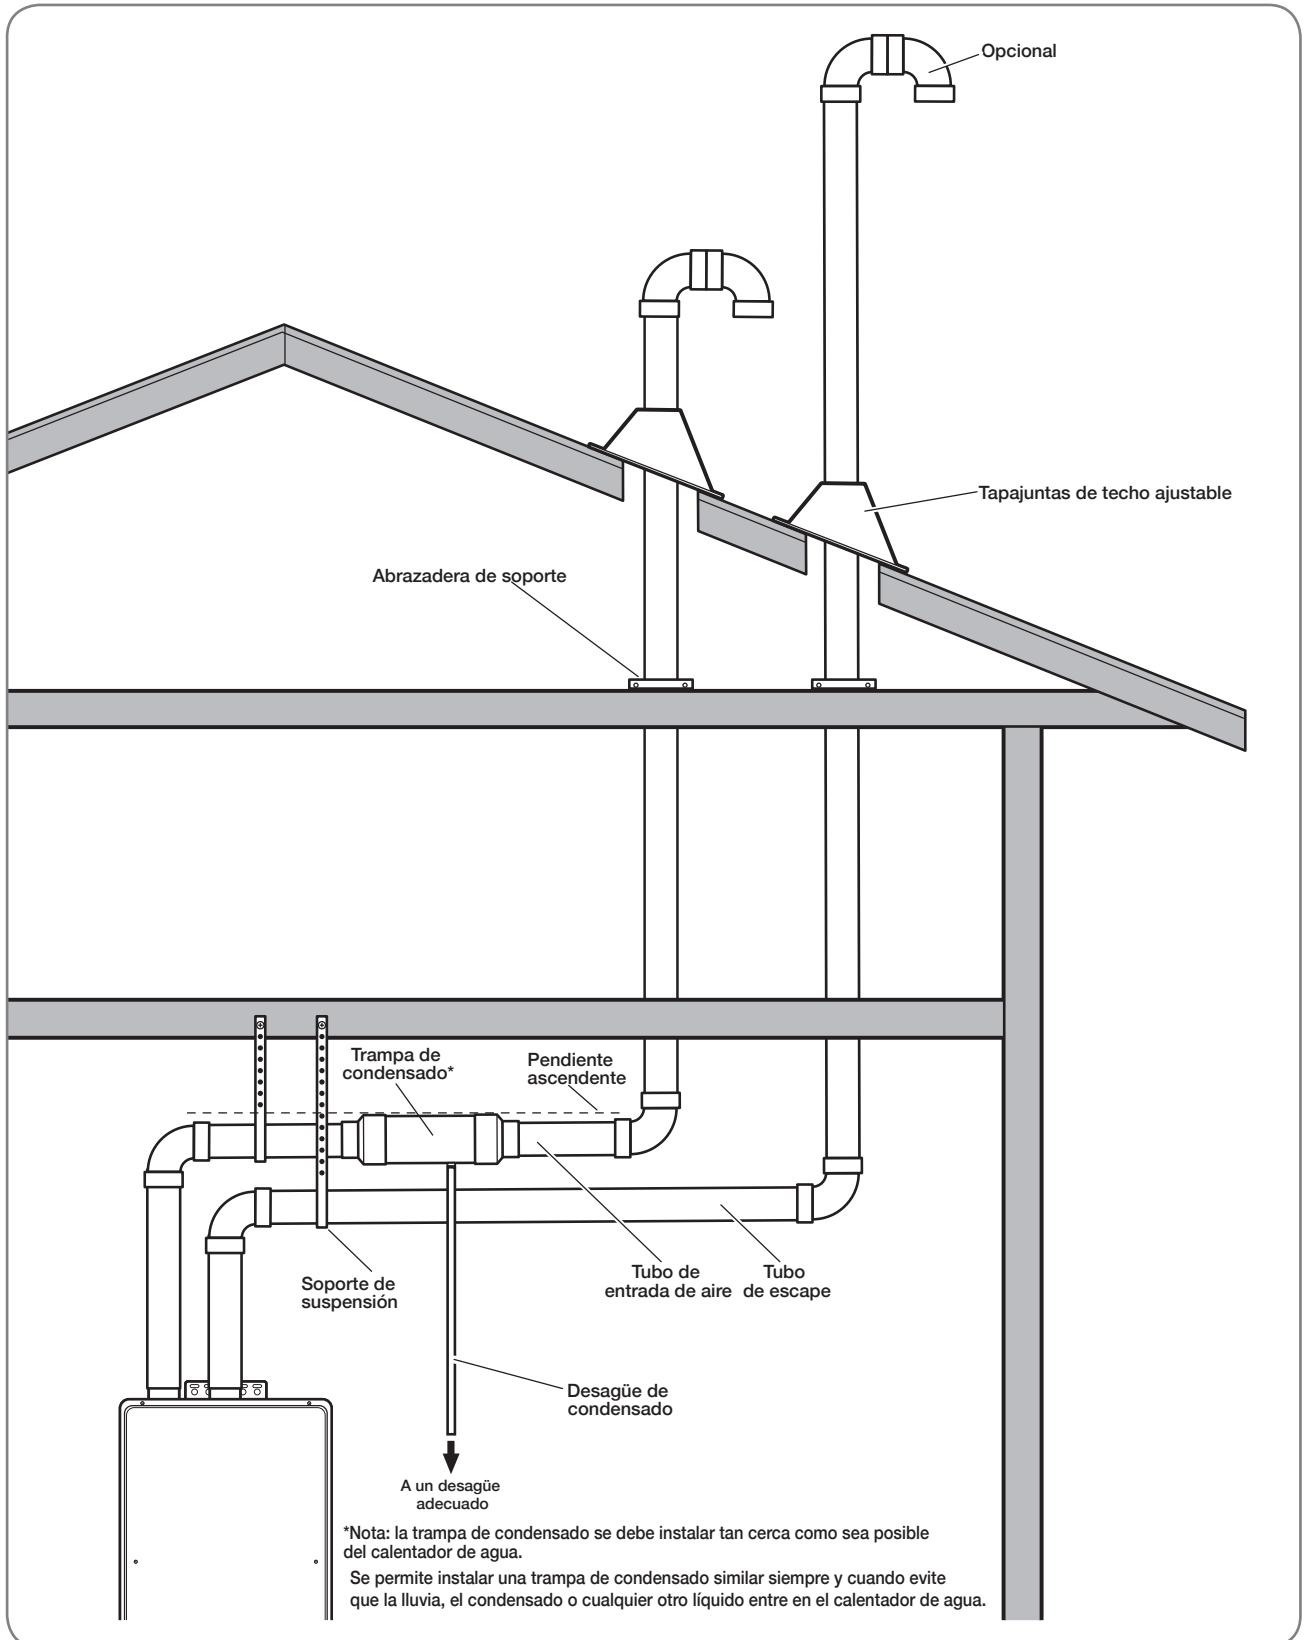 Opcional
Tapajuntas de techo ajustable
Abrazadera de soporte
Trampa de
condensado*
Pendiente
ascendente
Soporte de
suspensión
Tubo de
entrada de aire
Tubo
de escape
Desagüe de
condensado
A un desagüe
adecuado
*Nota: la trampa de condensado se debe instalar tan cerca como sea posible
del calentador de agua.
Se permite instalar una trampa de condensado similar siempre y cuando evite
que la lluvia, el condensado o cualquier otro líquido entre en el calentador de agua.